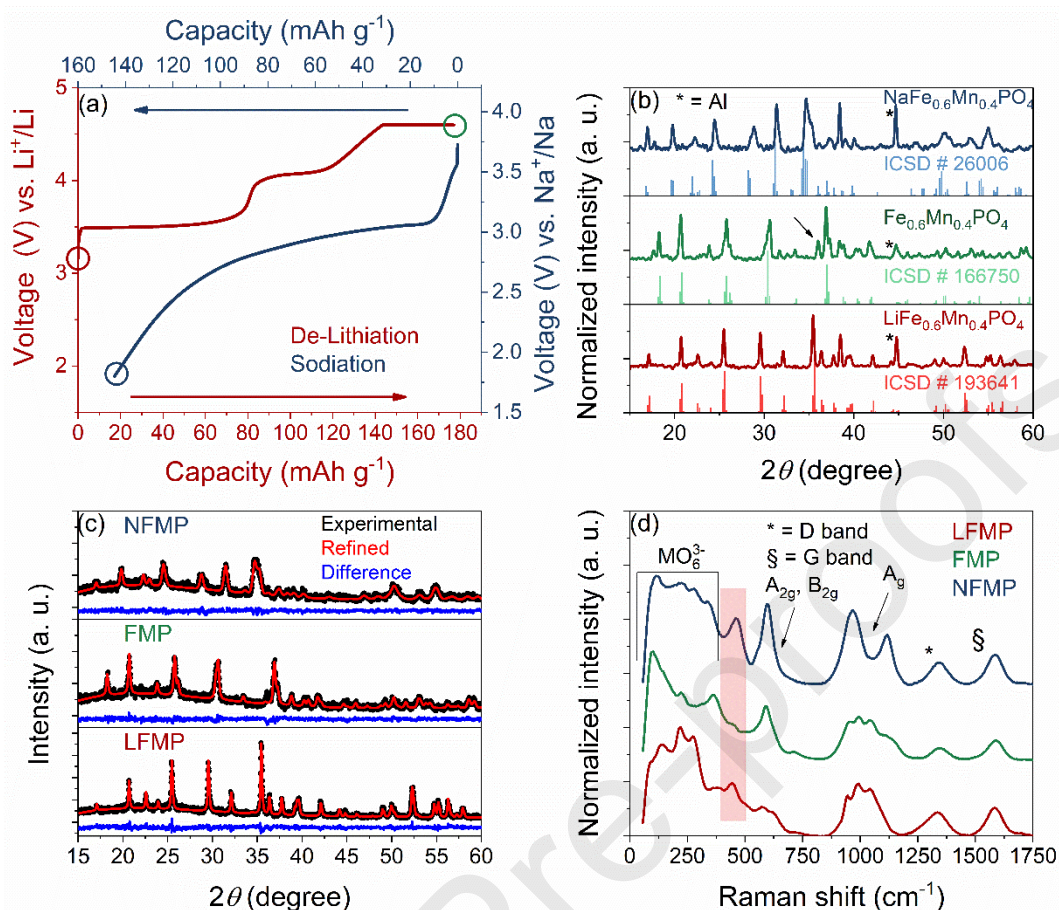 Capacity (mAh g⁻¹)
160 140 120 100 80 60 40 20 0
(a)
Voltage (V) vs. Li⁺/Li
5
4
3
2
Voltage (V) vs. Na⁺/Na
4.0
3.5
3.0
2.5
2.0
1.5
De-Lithiation
Sodiation
0 20 40 60 80 100 120 140 160 180
Capacity (mAh g⁻¹)
(b)
* = Al
NaFe₀.₆Mn₀.₄PO₄
*
ICSD # 26006
Fe₀.₆Mn₀.₄PO₄
*
ICSD # 166750
LiFe₀.₆Mn₀.₄PO₄
*
ICSD # 193641
Normalized intensity (a. u.)
20 30 40 50 60
2θ (degree)
(c)
NFMP
Experimental
Refined
Difference
FMP
LFMP
Intensity (a. u.)
15 20 25 30 35 40 45 50 55 60
2θ (degree)
(d)
* = D band
§ = G band
LFMP
FMP
NFMP
MO₆³⁻
A₂g, B₂g
Ag
*
§
Normalized intensity (a. u.)
0 250 500 750 1000 1250 1500 1750
Raman shift (cm⁻¹)
Pre-proofs